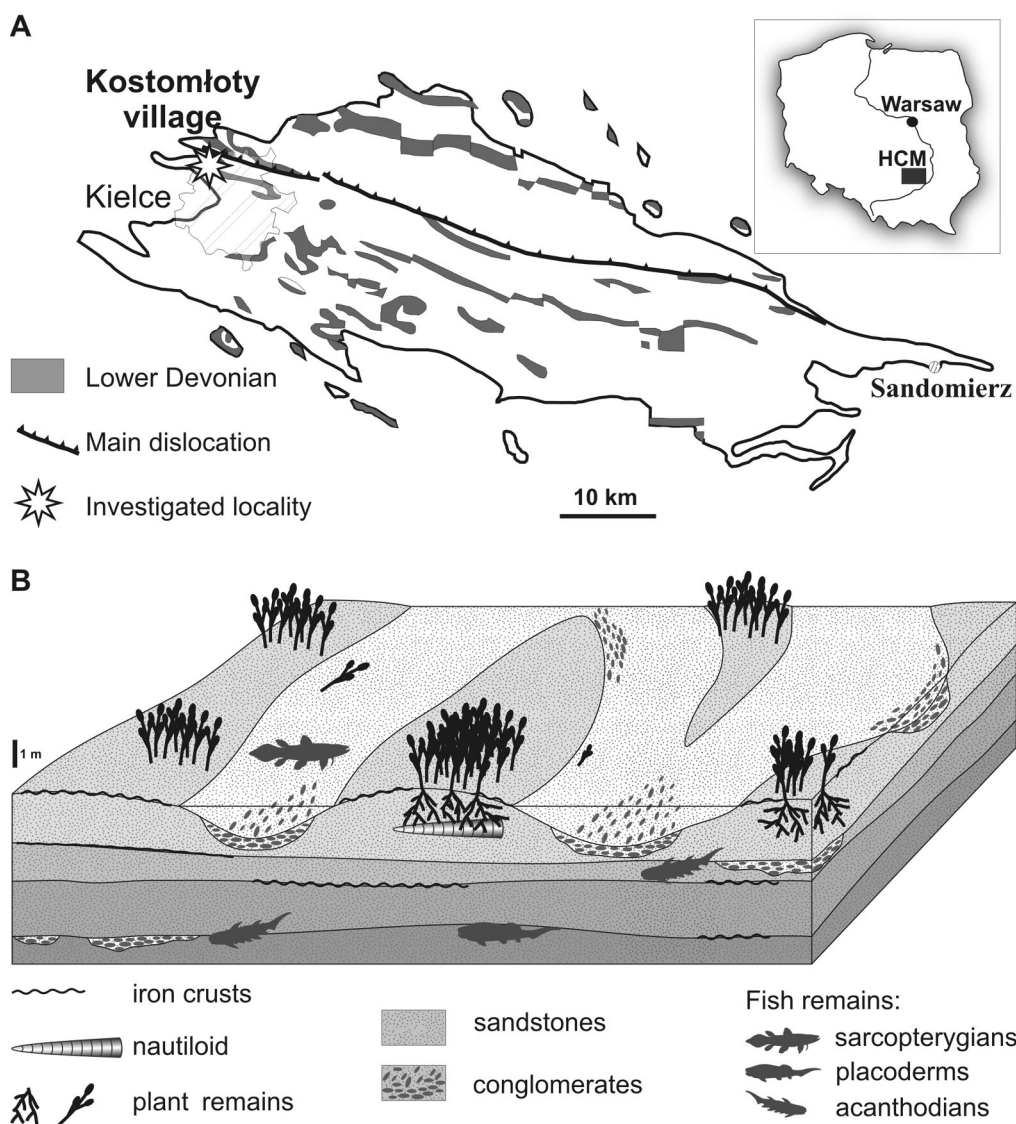 A
Kostomłoty
village
Kielce
Warsaw
HCM
Lower Devonian
Main dislocation
Investigated locality
Sandomierz
10 km
B
1 m
iron crusts
nautiloid
plant remains
sandstones
conglomerates
Fish remains:
sarcopterygians
placoderms
acanthodians